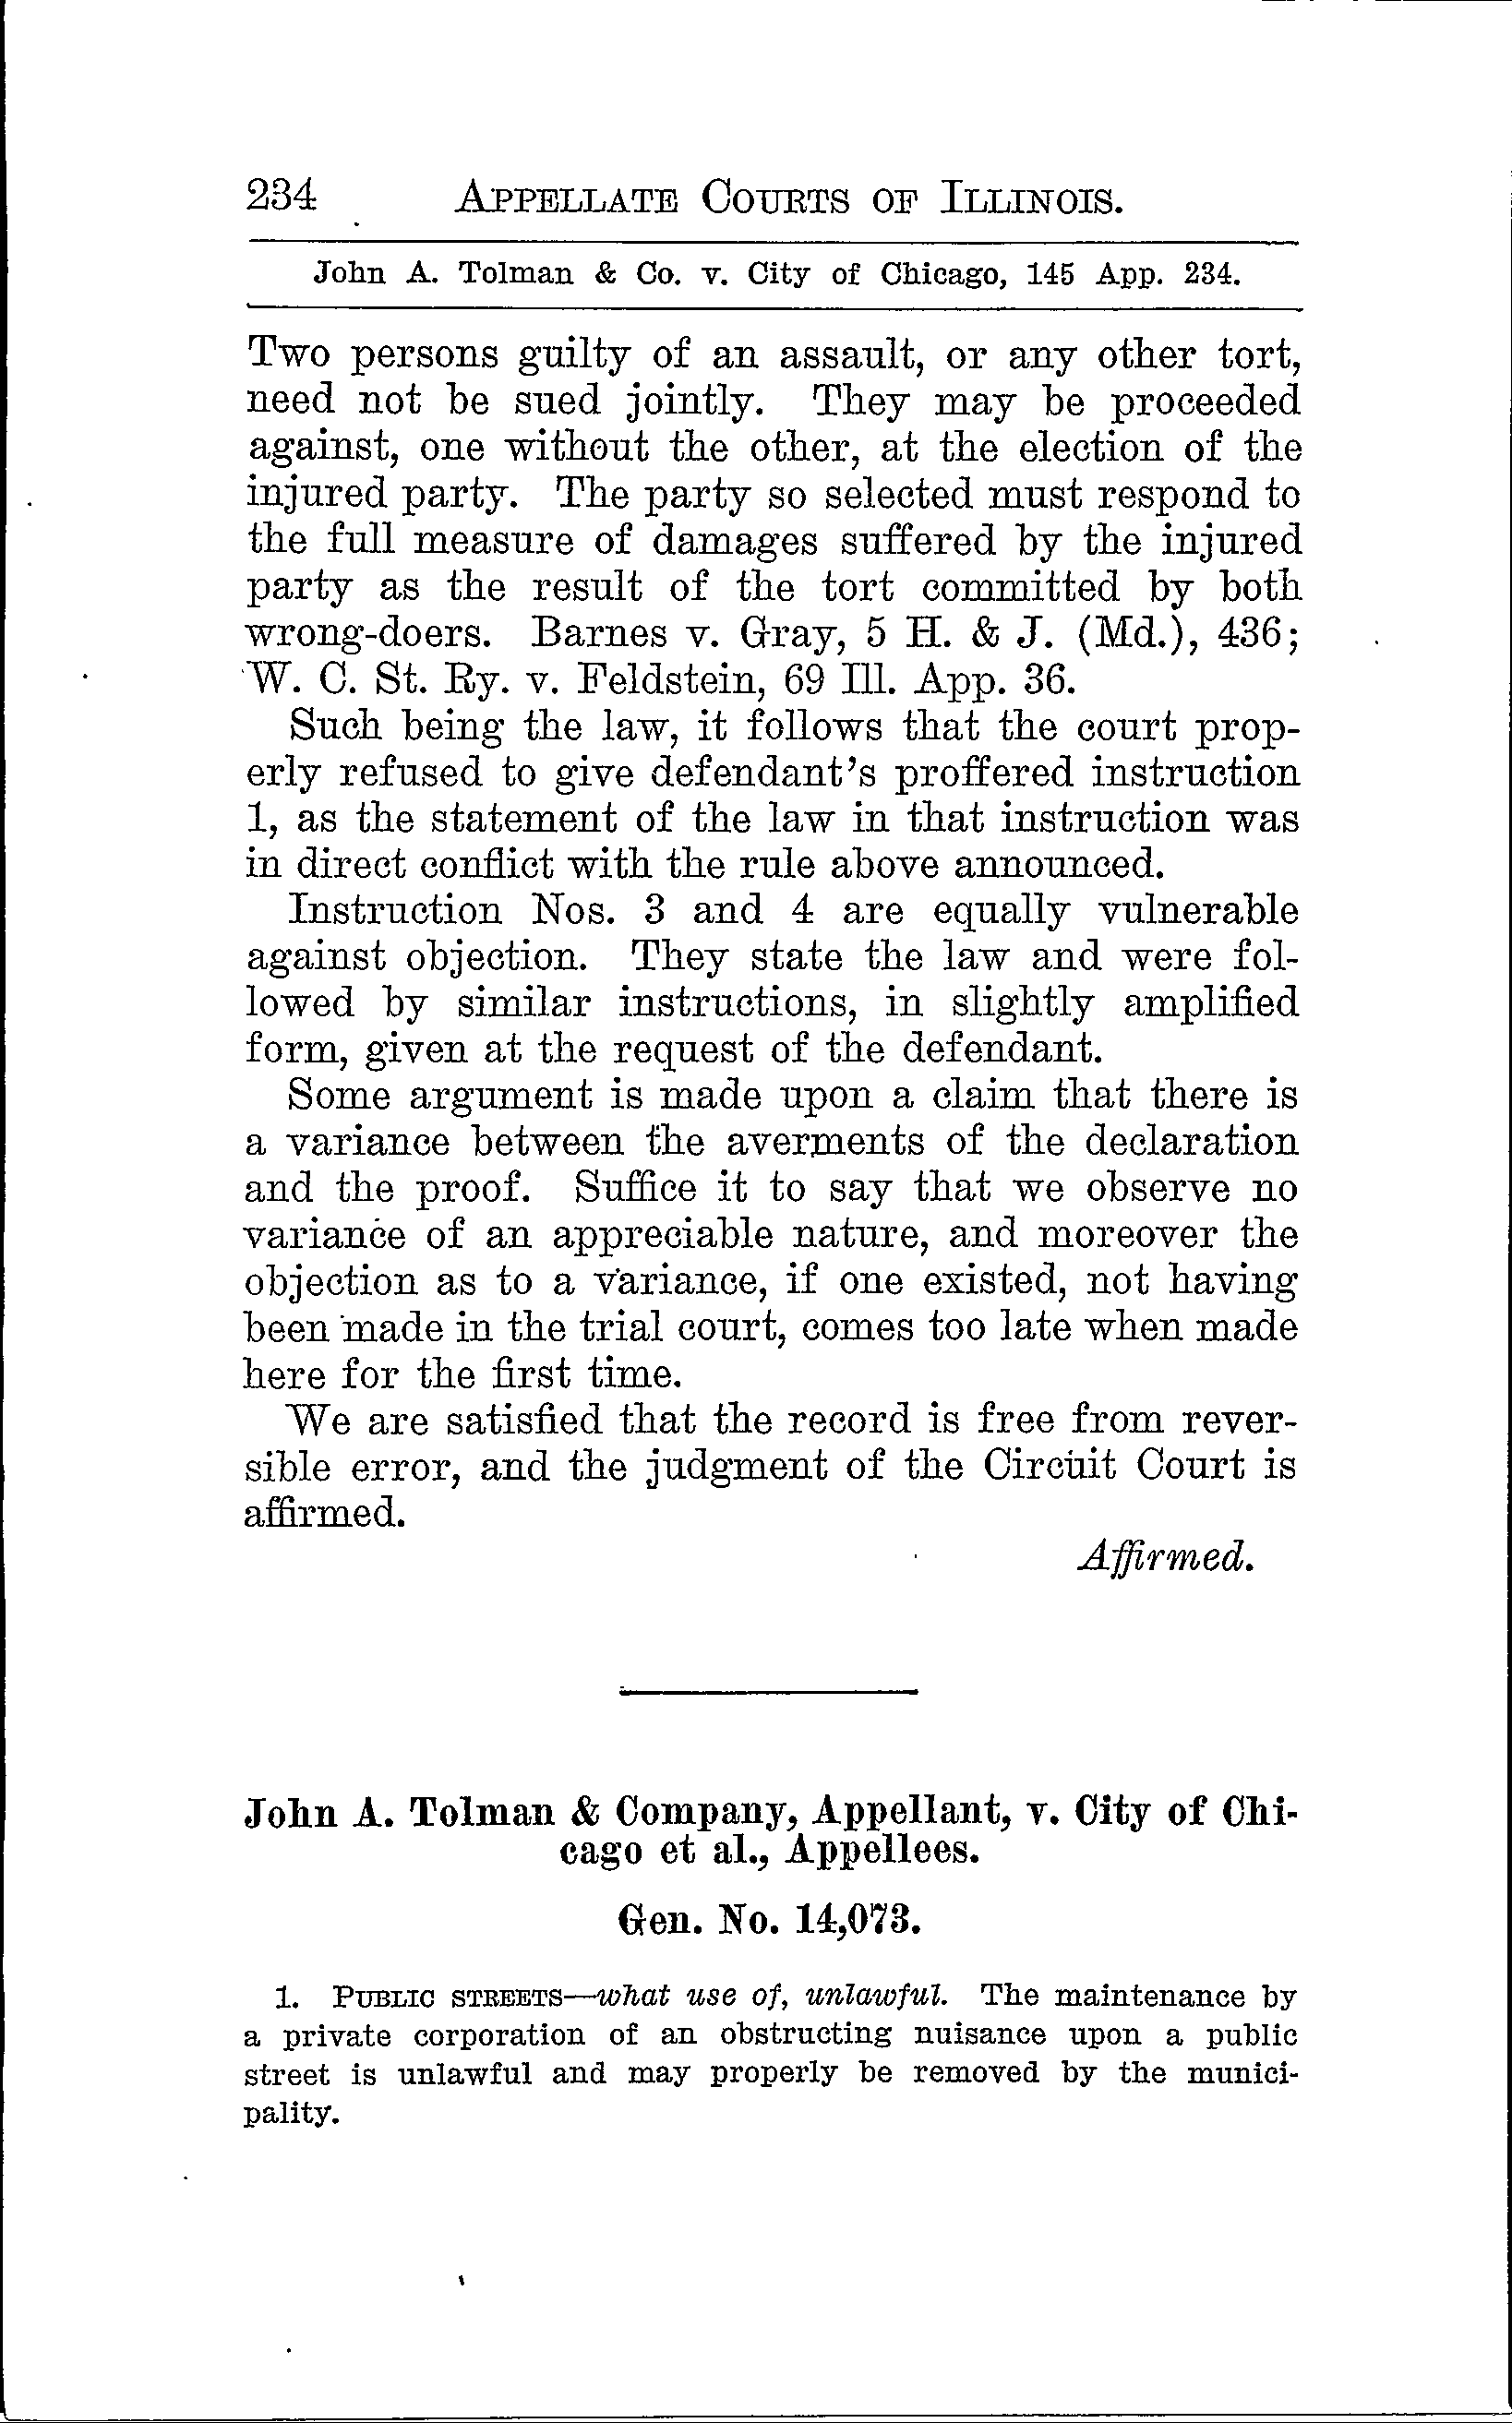 234 APPELLATE COURTS OF ILLINOIS.
John A. Tolman & Co. v. City of Chicago, 145 App. 234.
Two persons guilty of an assault, or any other tort,
need not be sued jointly. They may be proceeded
against, one without the other, at the election of the
injured party. The party so selected must respond to
the full measure of damages suffered by the injured
party as the result of the tort committed by both
wrong-doers. Barnes v. Gray, 5 H. & J. (Md.), 436;
W. C. St. Ry. v. Feldstein, 69 Ill. App. 36.
Such being the law, it follows that the court prop-
erly refused to give defendant's proffered instruction
1, as the statement of the law in that instruction was
in direct conflict with the rule above announced.
Instruction Nos. 3 and 4 are equally vulnerable
against objection. They state the law and were fol-
lowed by similar instructions, in slightly amplified
form, given at the request of the defendant.
Some argument is made upon a claim that there is
a variance between the averments of the declaration
and the proof. Suffice it to say that we observe no
variance of an appreciable nature, and moreover the
objection as to a variance, if one existed, not having
been made in the trial court, comes too late when made
here for the first time.
We are satisfied that the record is free from rever-
sible error, and the judgment of the Circuit Court is
affirmed.
Affirmed.
John A. Tolman & Company, Appellant, v. City of Chi-
cago et al., Appellees.
Gen. No. 14,073.
1. PUBLIC STREETS—what use of, unlawful. The maintenance by
a private corporation of an obstructing nuisance upon a public
street is unlawful and may properly be removed by the munici-
pality.